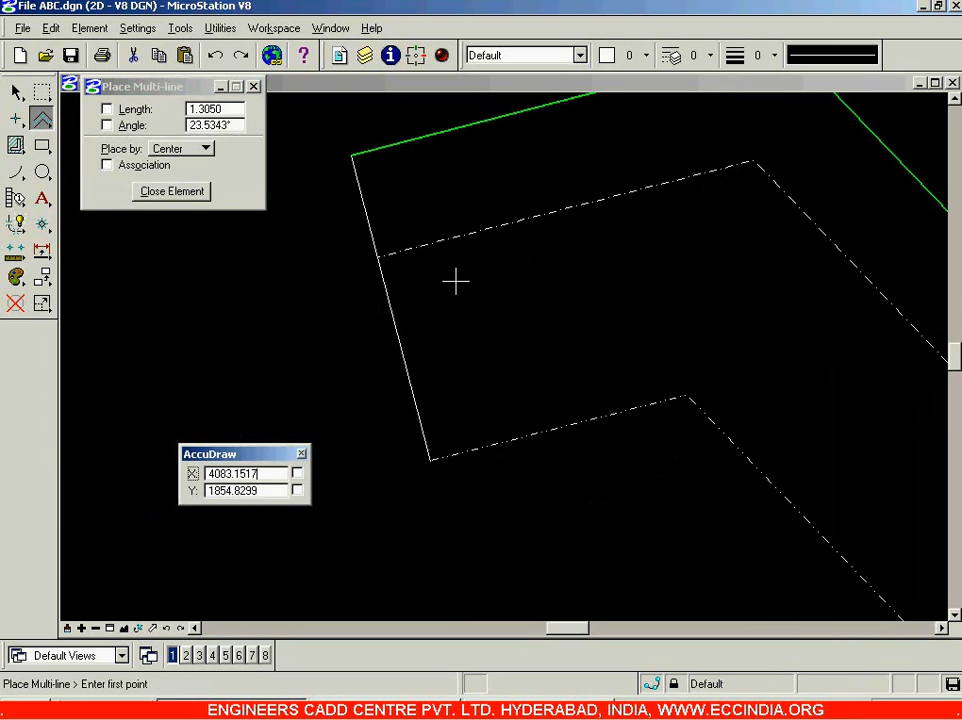 File ABC.dgn (2D - V8 DGN) - MicroStation V8
File Edit Element Settings Tools Utilities Workspace Window Help
Default 0 0 0
Place Multi-line
Length: 1.3050
Angle: 23.5343°
Place by: Center
Association
Close Element
AccuDraw
X: 4083.1517
Y: 1854.8299
Default Views 1 2 3 4 5 6 7 8
Place Multi-line > Enter first point
Default
ENGINEERS CADD CENTRE PVT. LTD. HYDERABAD, INDIA, WWW.ECCINDIA.ORG